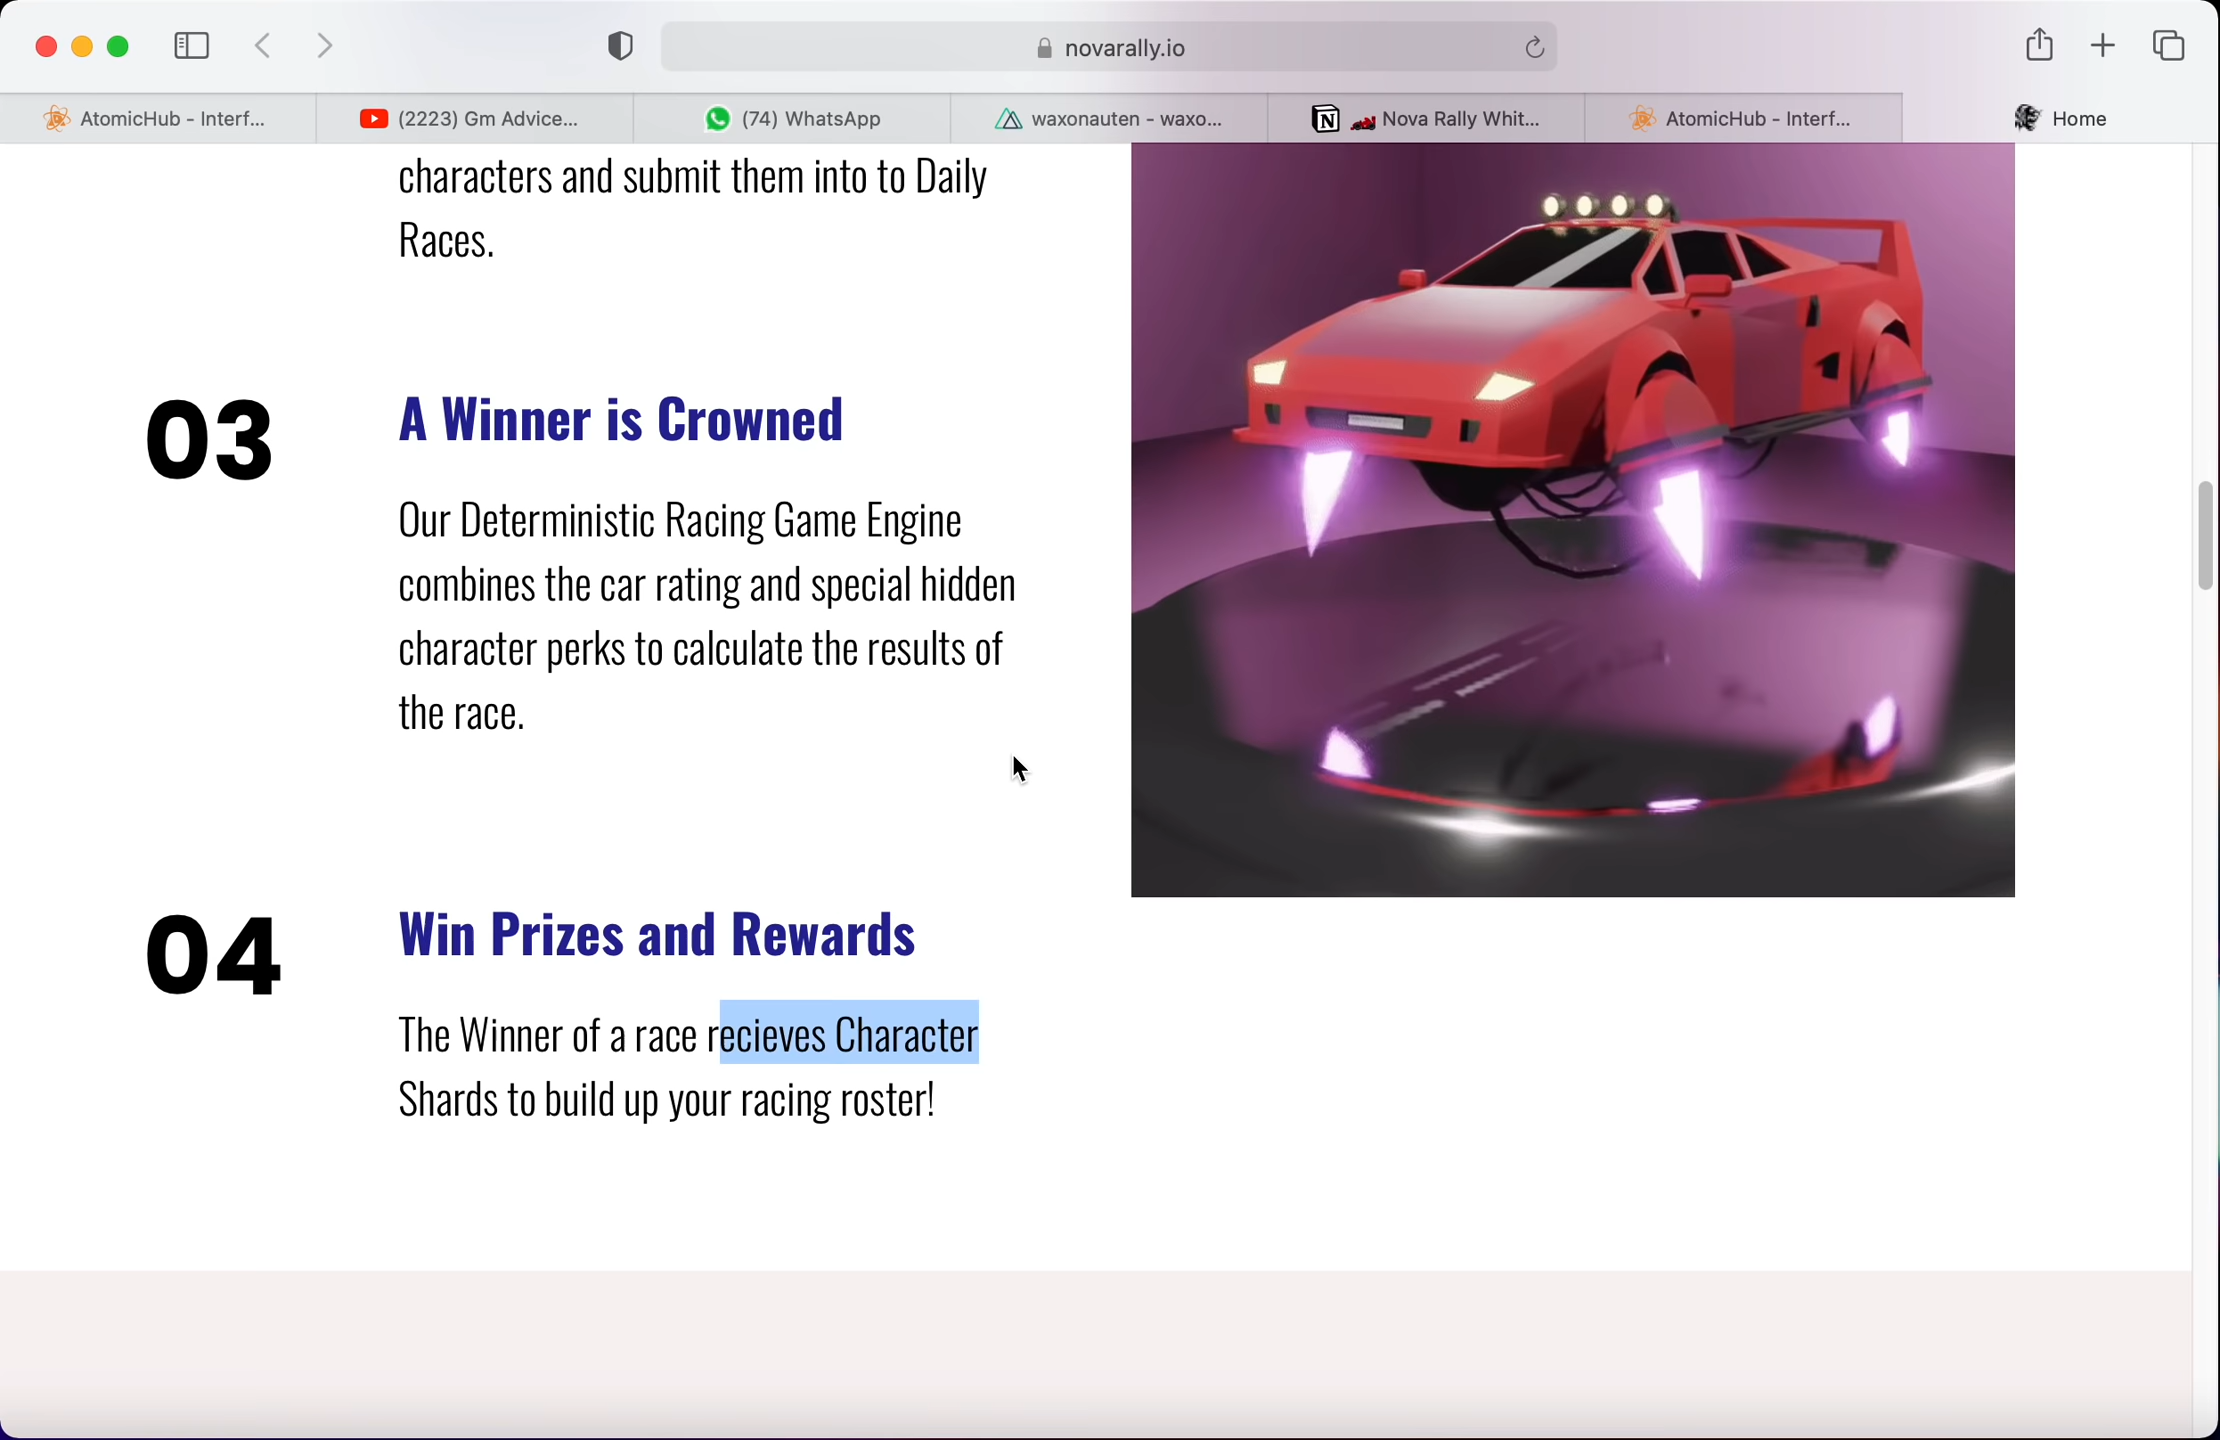 novarally.io
AtomicHub - Interf...
(2223) Gm Advice...
(74) WhatsApp
waxonauten - waxo...
Nova Rally Whit...
AtomicHub - Interf...
Home
characters and submit them into to Daily
Races.
03
A Winner is Crowned
Our Deterministic Racing Game Engine
combines the car rating and special hidden
character perks to calculate the results of
the race.
04
Win Prizes and Rewards
The Winner of a race recieves Character
Shards to build up your racing roster!